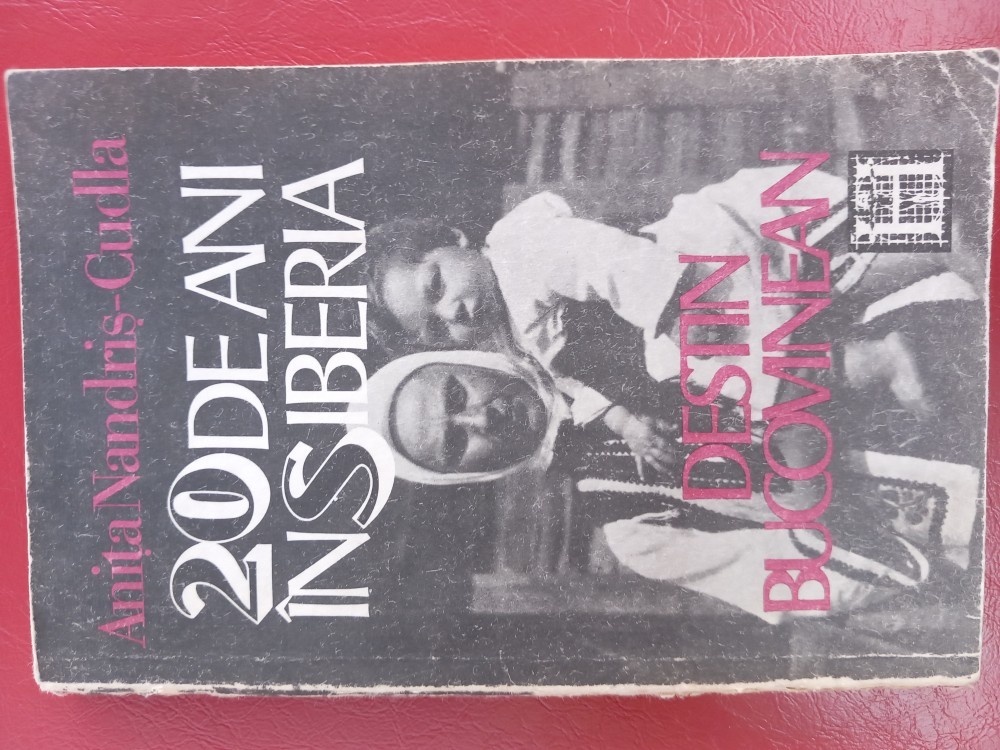 Anița Nandriș-Cudla
20 DE ANI
ÎN SIBERIA
DESTIN
BUCOVINEAN
H